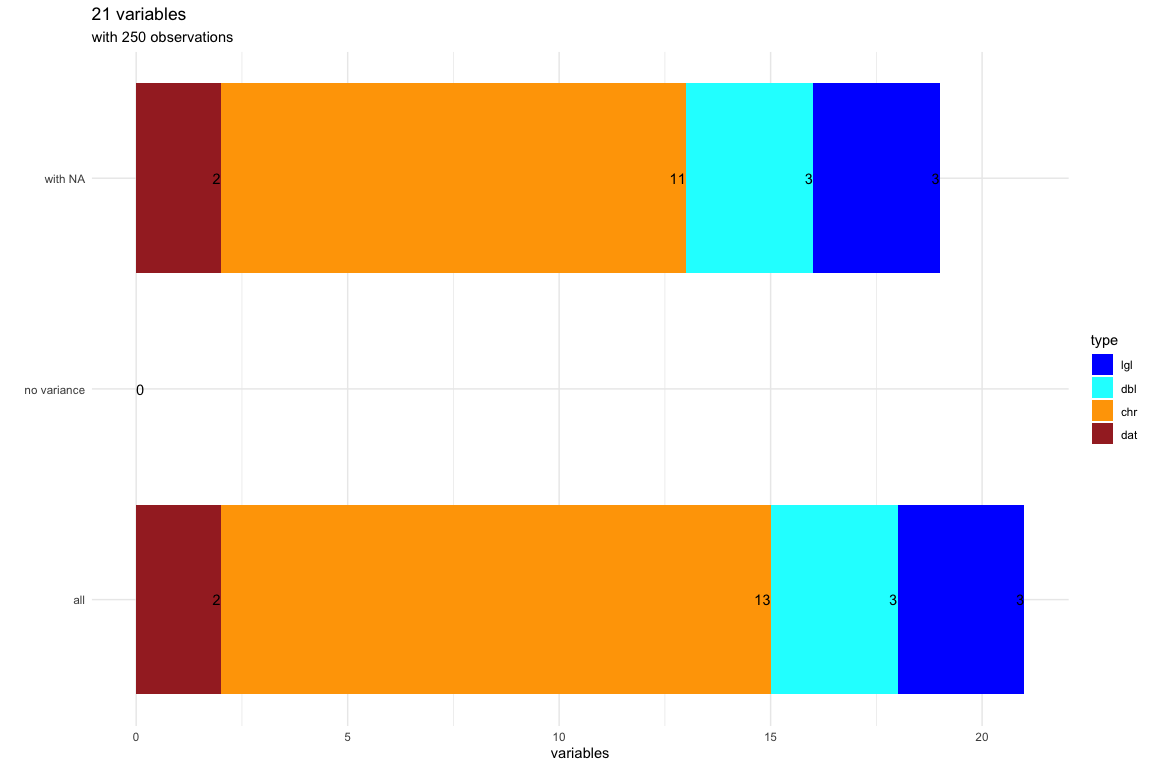 21 variables
with 250 observations
with NA
2
11
3
3
no variance
0
all
2
13
3
3
0
5
10
15
20
variables
type
lgl
dbl
chr
dat